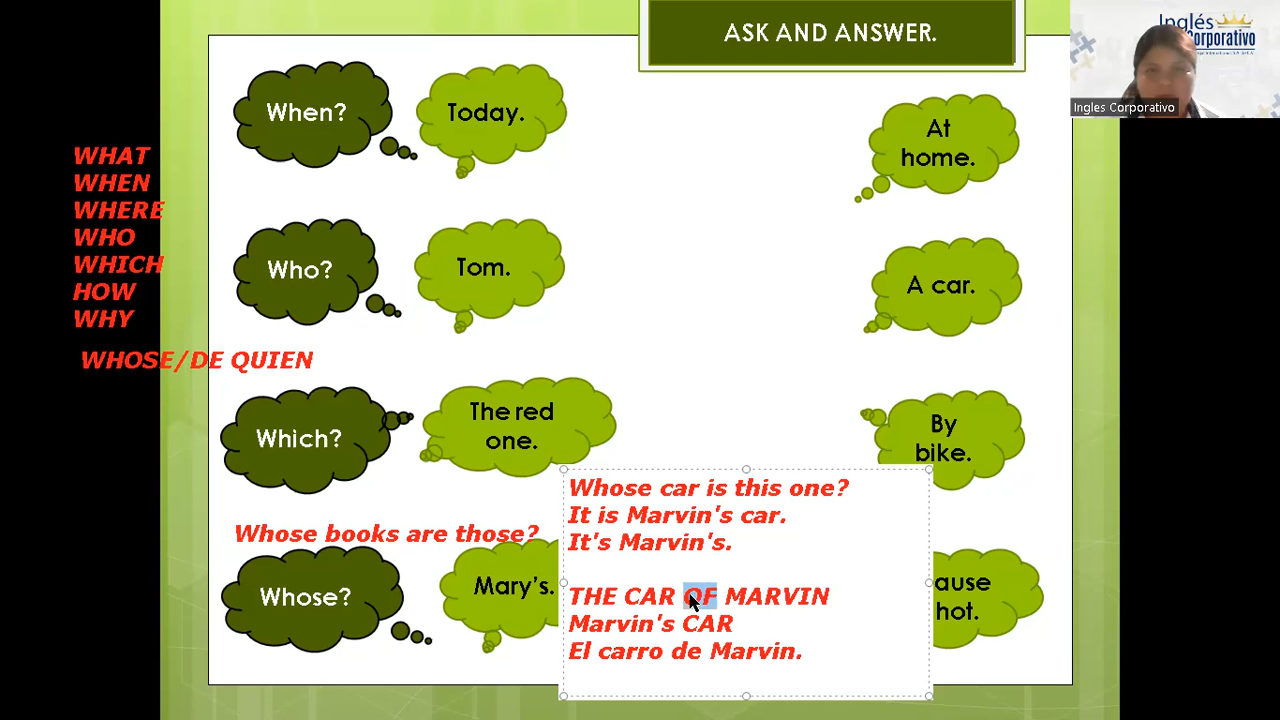 ASK AND ANSWER.
Inglés
Corporativo
Ingles Corporativo
When?
Today.
At
home.
WHAT
WHEN
WHERE
WHO
WHICH
HOW
WHY
WHOSE/DE QUIEN
Who?
Tom.
A car.
Which?
The red
one.
By
bike.
Whose books are those?
Whose?
Mary's.
Whose car is this one?
It is Marvin's car.
It's Marvin's.
THE CAR OF MARVIN
Marvin's CAR
El carro de Marvin.
ause
hot.